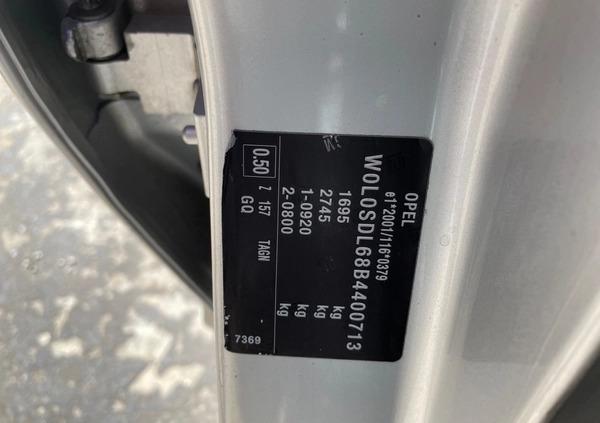 OPEL
e1*2001/116*0379
W0L0SDL68B4400713
1695 kg
2745 kg
1-0920 kg
2-0800 kg
0.50 Z 157 TAGN
GQ
7369